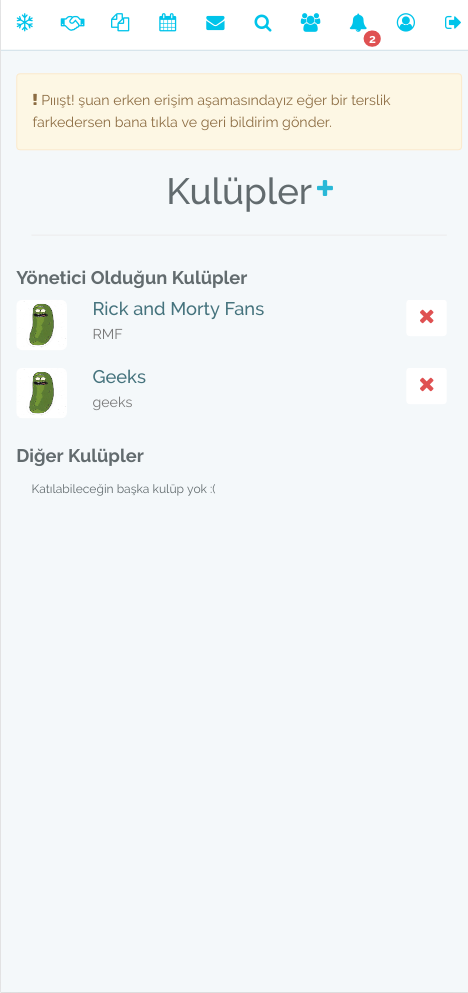 2
! Pıııšt! şuan erken erişim aşamasındayız eğer bir terslik
farkedersen bana tıkla ve geri bildirim gönder.
Kulüpler+
Yönetici Olduğun Kulüpler
Rick and Morty Fans
RMF
Geeks
geeks
Diğer Kulüpler
Katılabileceğin başka kulüp yok :(